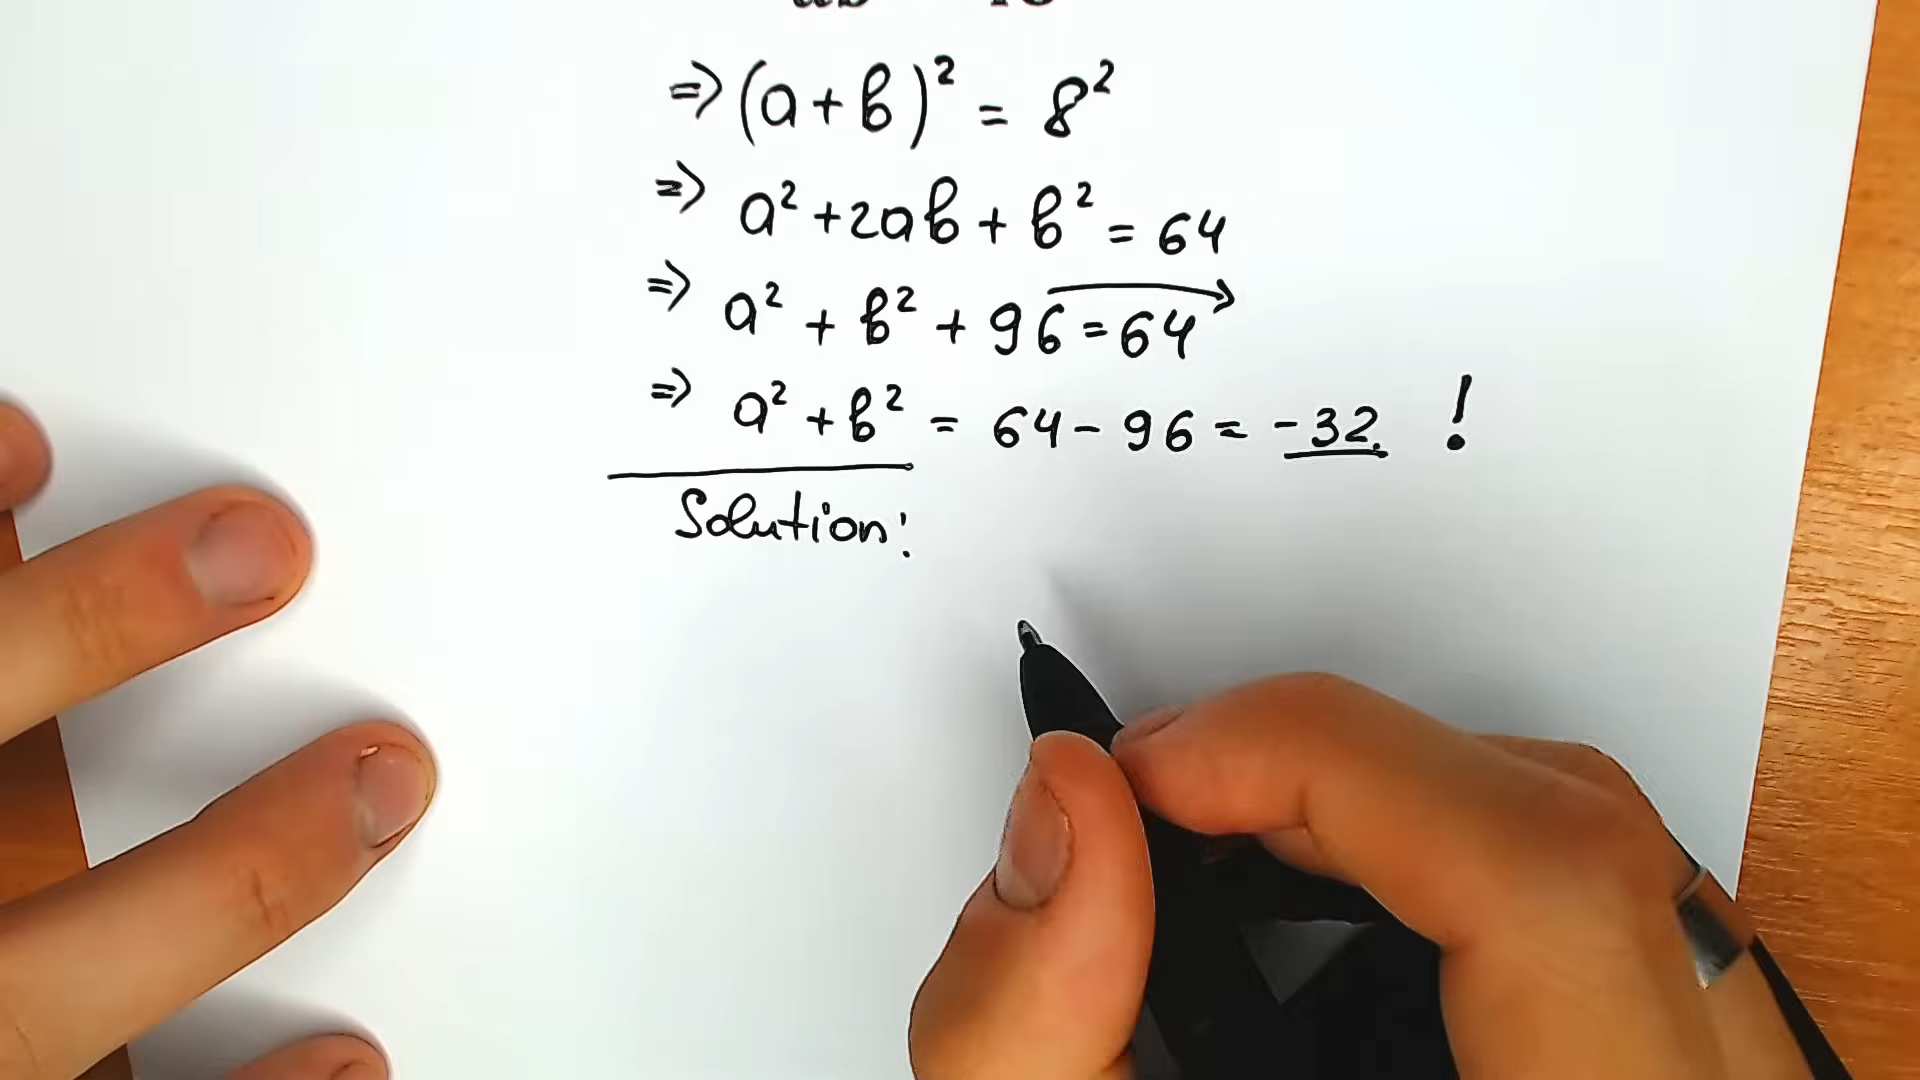 => (a+b)² = 8²
=> a² + 2ab + b² = 64
=> a² + b² + 96 = 64
=> a² + b² = 64 - 96 = -32. !
Solution: